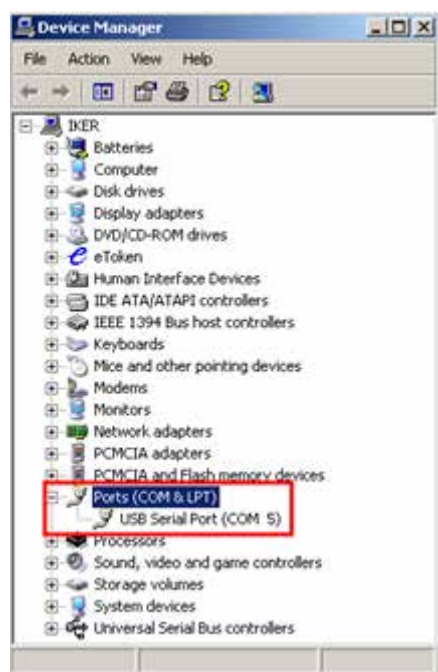 Device Manager
File Action View Help
IKER
Batteries
Computer
Disk drives
Display adapters
DVD/CD-ROM drives
eToken
Human Interface Devices
IDE ATA/ATAPI controllers
IEEE 1394 Bus host controllers
Keyboards
Mice and other pointing devices
Modems
Monitors
Network adapters
PCMCIA adapters
PCMCIA and Flash memory devices
Ports (COM & LPT)
USB Serial Port (COM 5)
Processors
Sound, video and game controllers
Storage volumes
System devices
Universal Serial Bus controllers